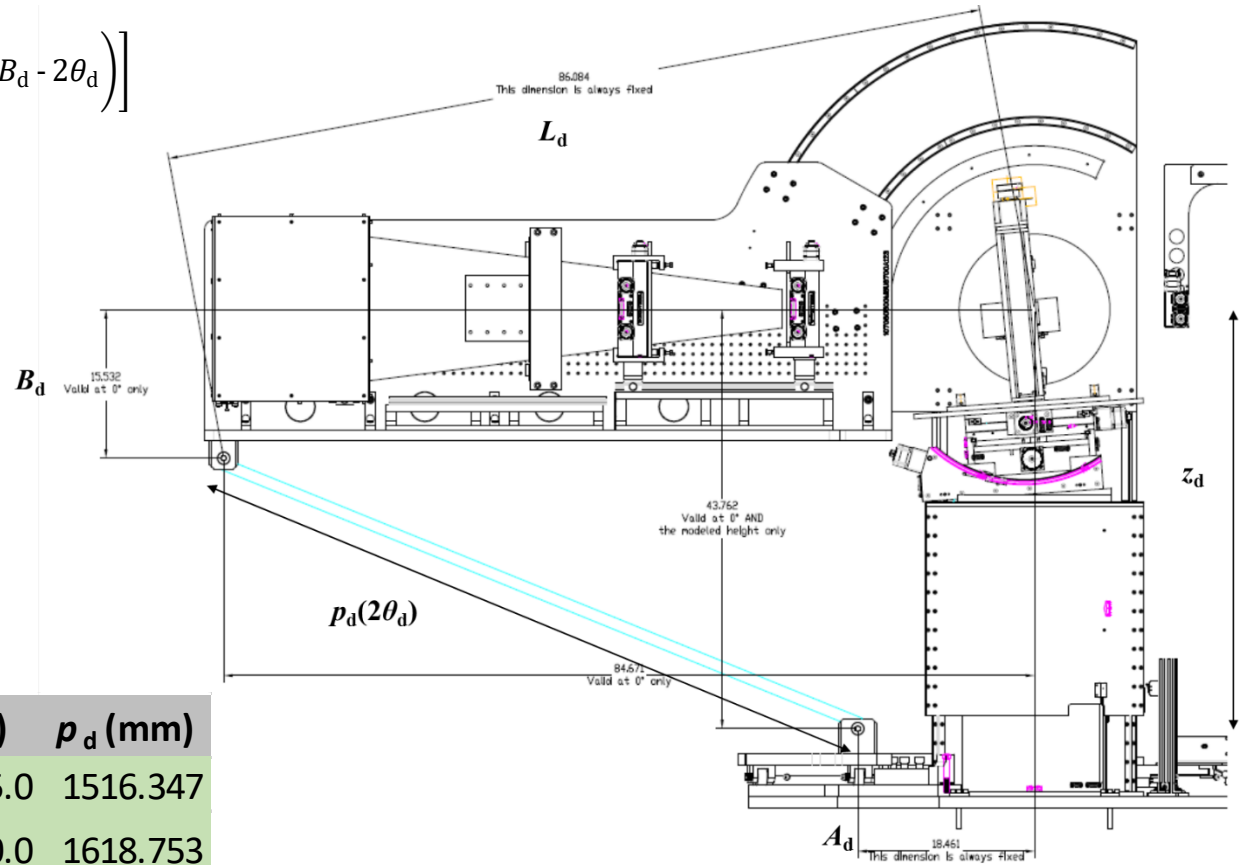 B_d - 2θ_d)]
86.084
This dimension is always fixed
L_d
B_d
15.532
Valid at 0° only
43.762
Valid at 0° AND
the modeled height only
z_d
p_d(2θ_d)
84.671
Valid at 0° only
) p_d (mm)
5.0 1516.347
0.0 1618.753
A_d
18.461
This dimension is always fixed